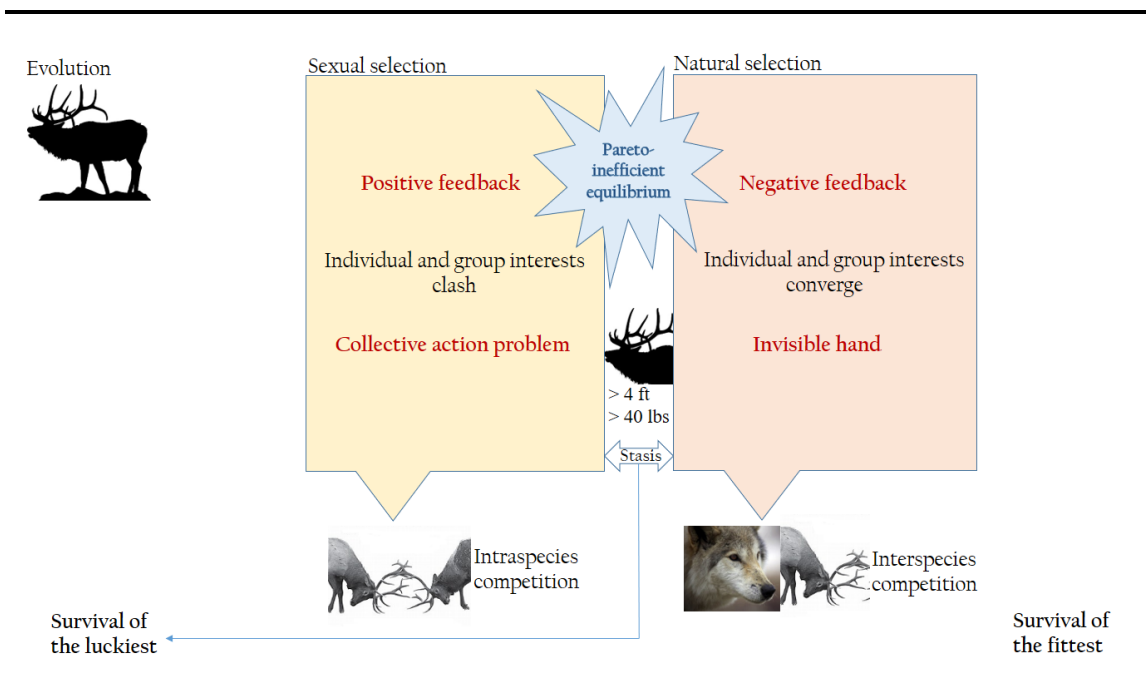 Evolution
Sexual selection
Natural selection
Pareto-
inefficient
equilibrium
Positive feedback
Negative feedback
Individual and group interests
clash
Individual and group interests
converge
Collective action problem
Invisible hand
> 4 ft
> 40 lbs
Stasis
Intraspecies
competition
Interspecies
competition
Survival of
the luckiest
Survival of
the fittest